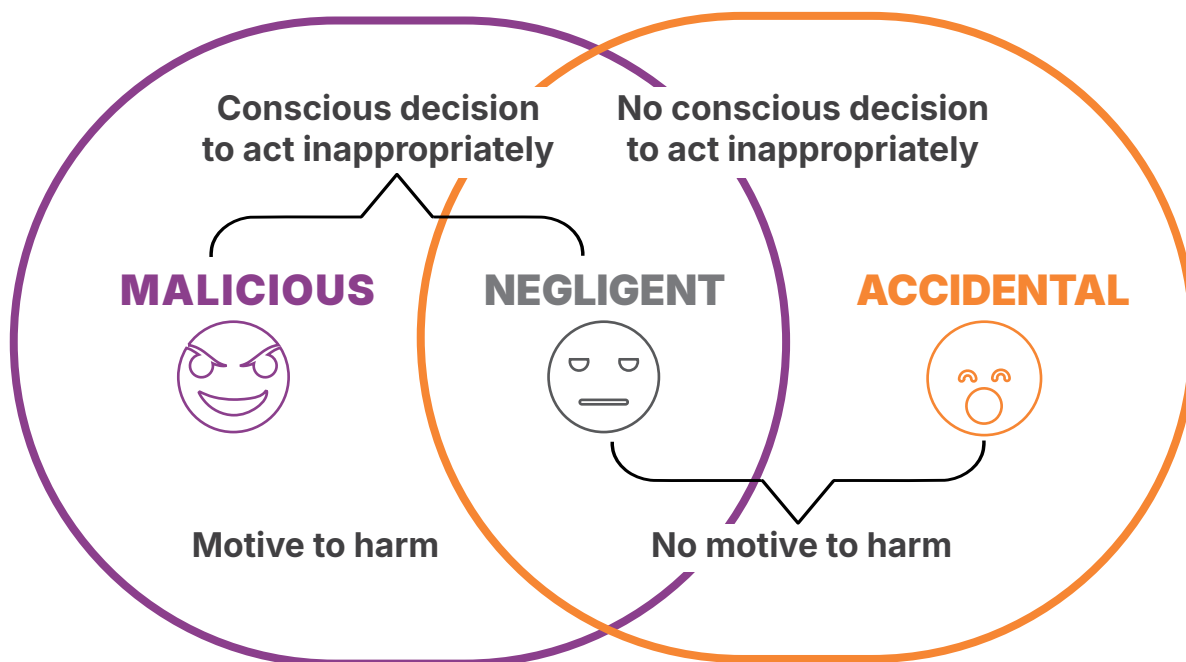 Conscious decision
to act inappropriately
No conscious decision
to act inappropriately
MALICIOUS
NEGLIGENT
ACCIDENTAL
Motive to harm
No motive to harm